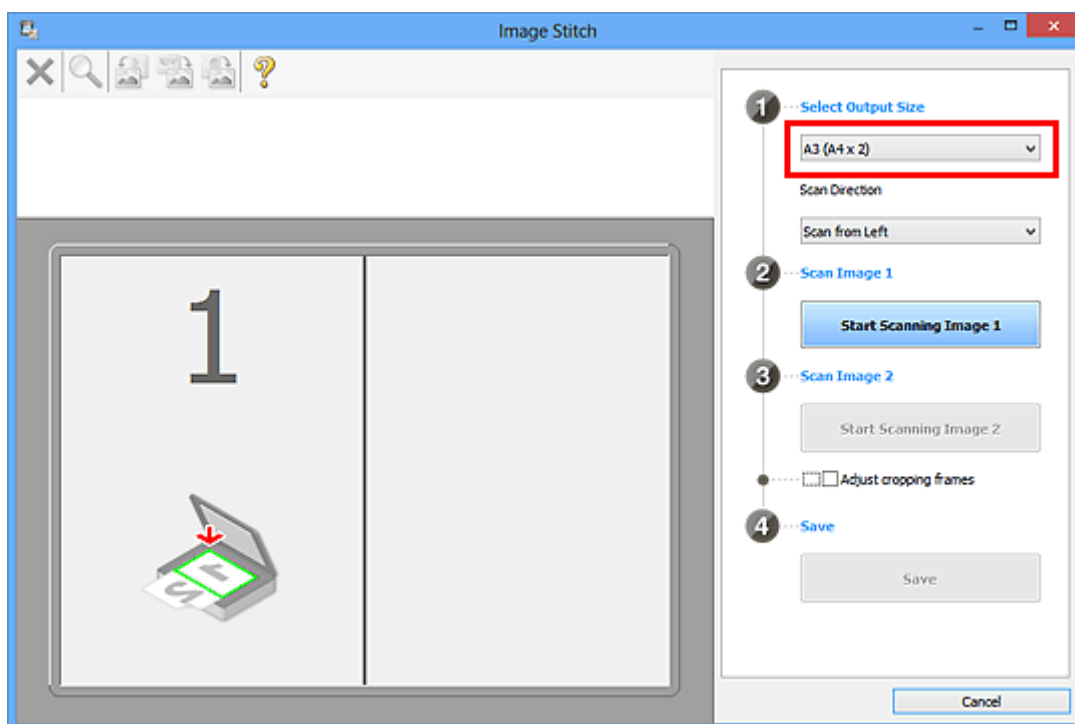 Image Stitch
1
Select Output Size
A3 (A4 x 2)
Scan Direction
Scan from Left
2
Scan Image 1
Start Scanning Image 1
3
Scan Image 2
Start Scanning Image 2
Adjust cropping frames
4
Save
Save
Cancel
1